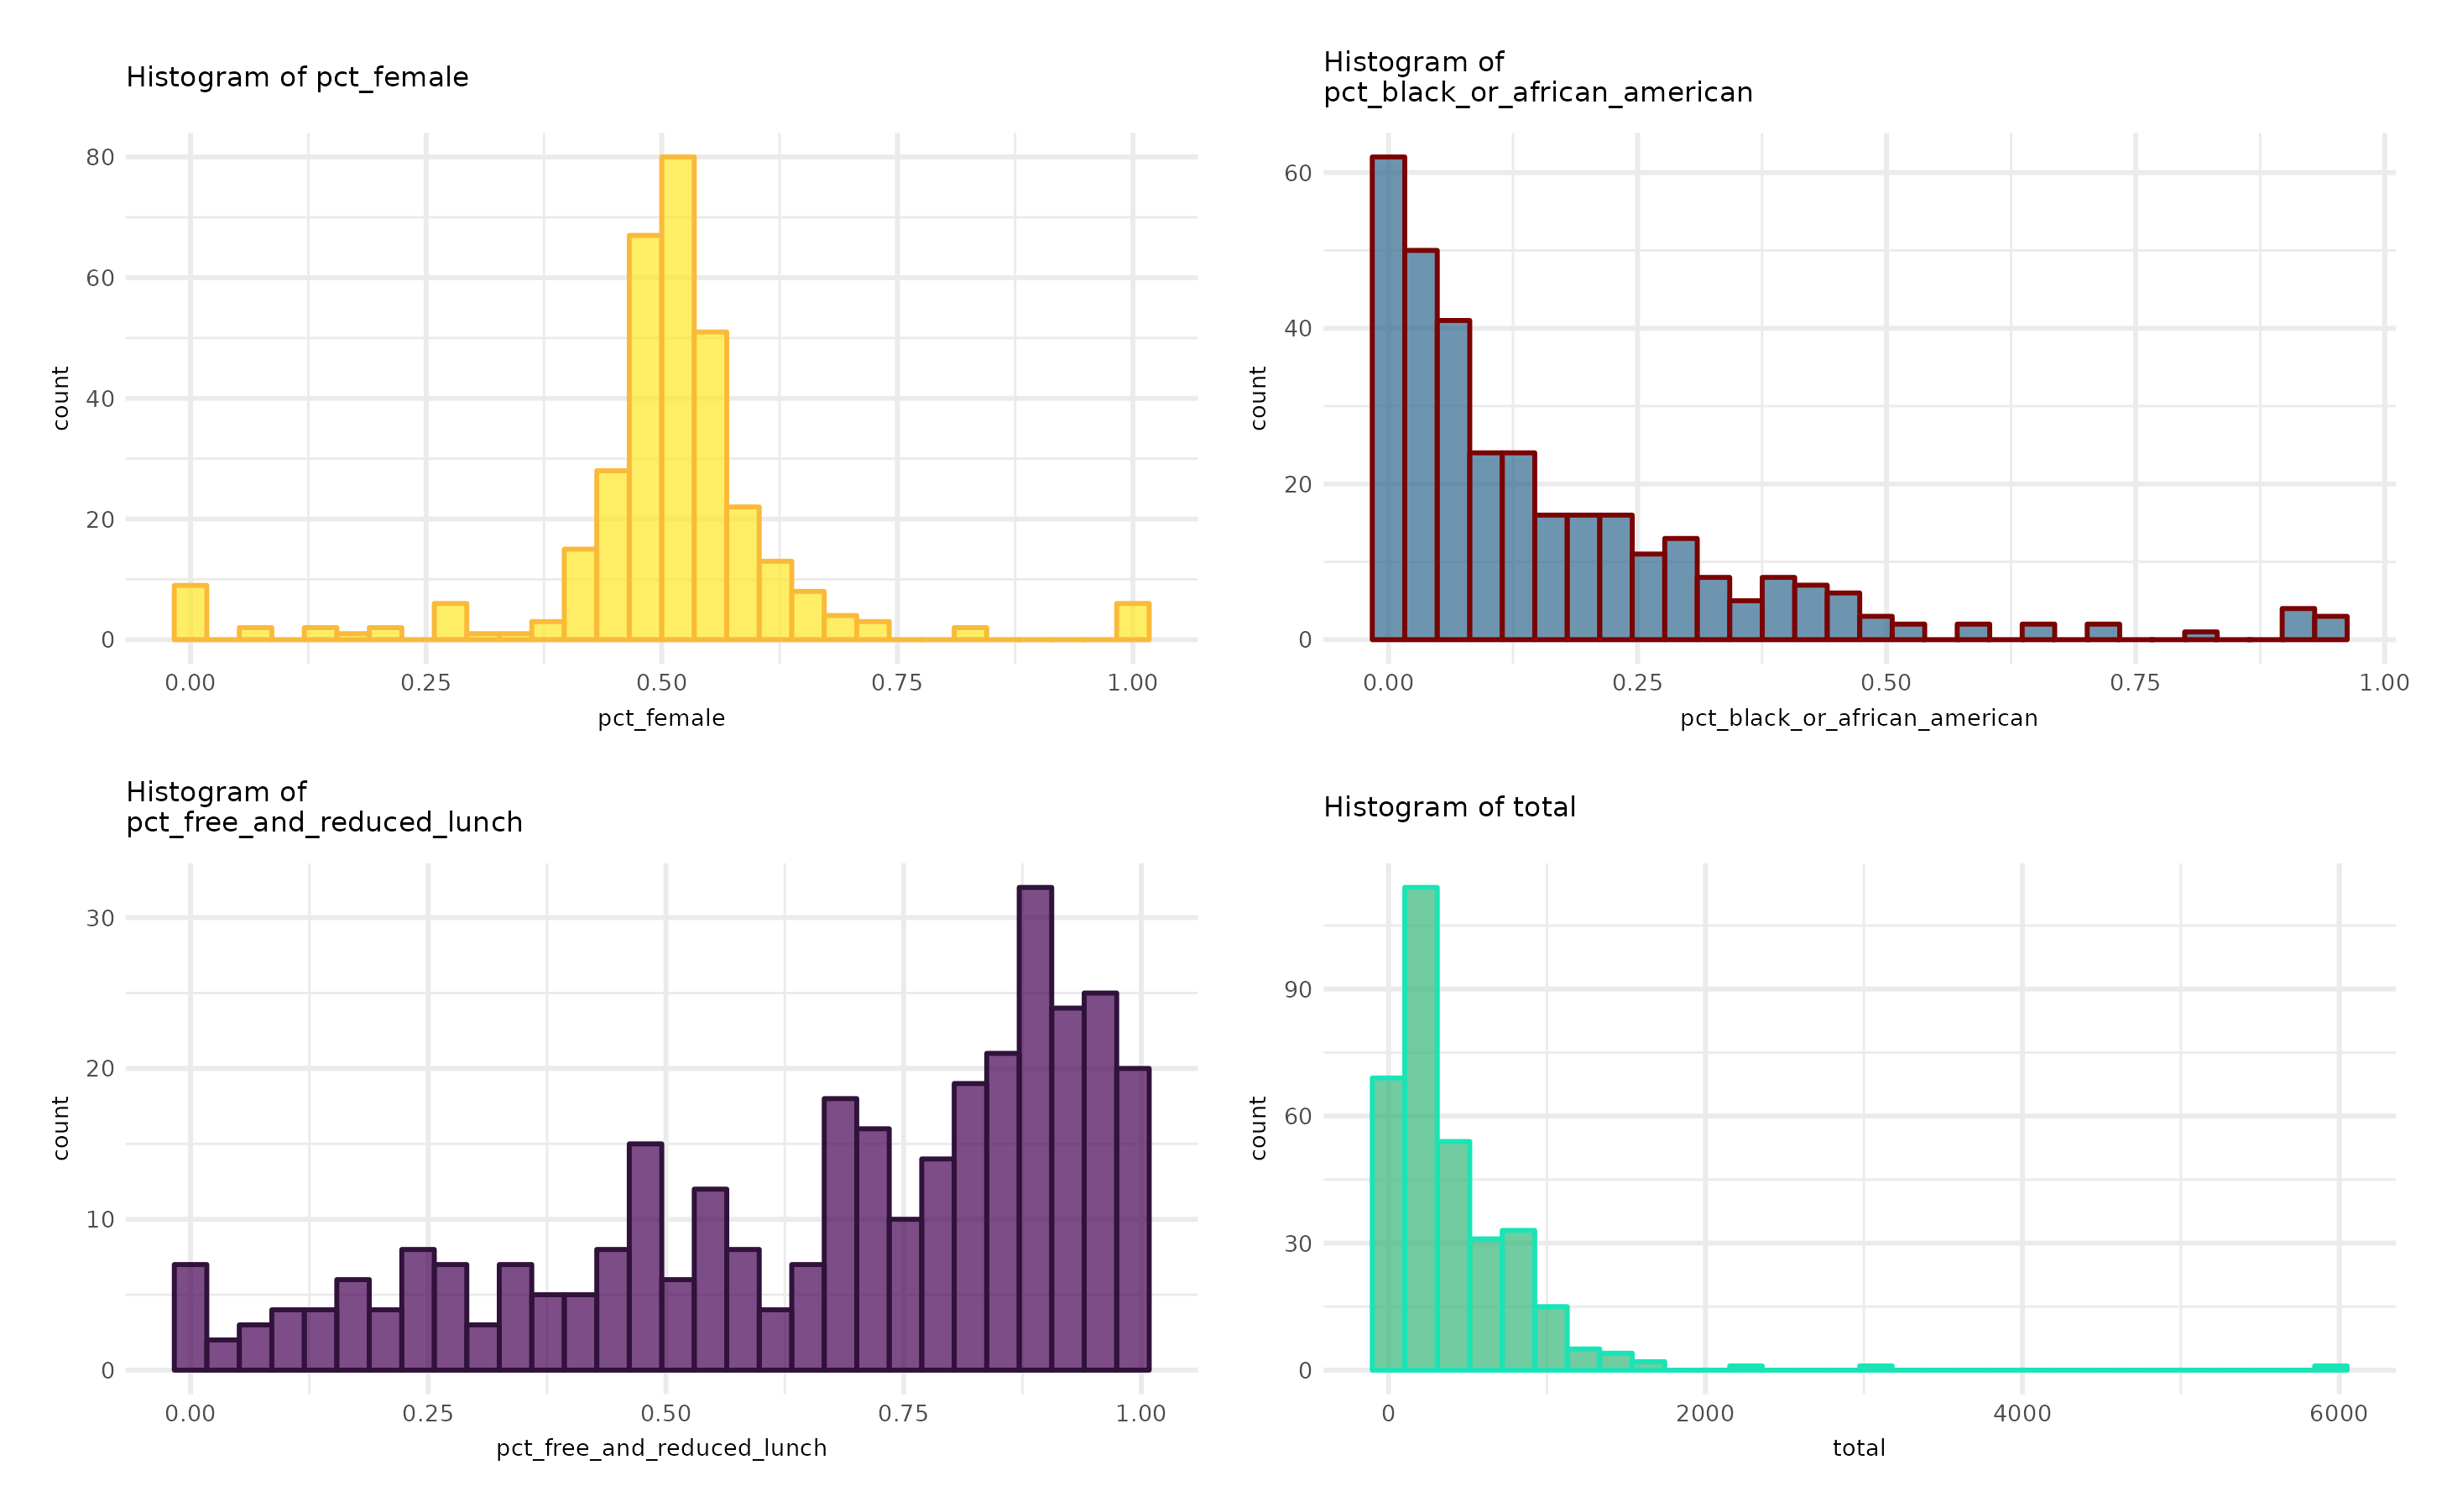 Histogram of pct_female
80
60
40
20
0
count
0.00 0.25 0.50 0.75 1.00
pct_female
Histogram of
pct_black_or_african_american
60
40
20
0
count
0.00 0.25 0.50 0.75 1.00
pct_black_or_african_american
Histogram of
pct_free_and_reduced_lunch
30
20
10
0
count
0.00 0.25 0.50 0.75 1.00
pct_free_and_reduced_lunch
Histogram of total
90
60
30
0
count
0 2000 4000 6000
total